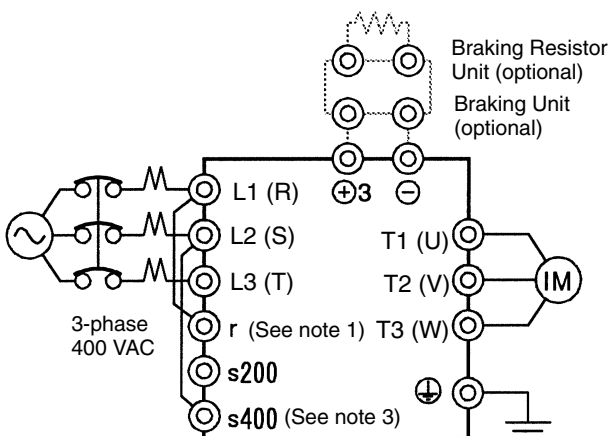 Braking Resistor
Unit (optional)
Braking Unit
(optional)
⊕3 ⊖
L1 (R)
L2 (S)
L3 (T)
r (See note 1)
s200
s400 (See note 3)
T1 (U)
T2 (V)
T3 (W)
IM
3-phase
400 VAC